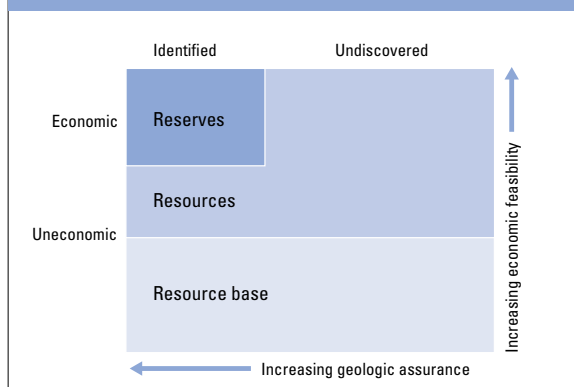 Identified Undiscovered
Economic
Reserves
Resources
Uneconomic
Resource base
Increasing economic feasibility
Increasing geologic assurance